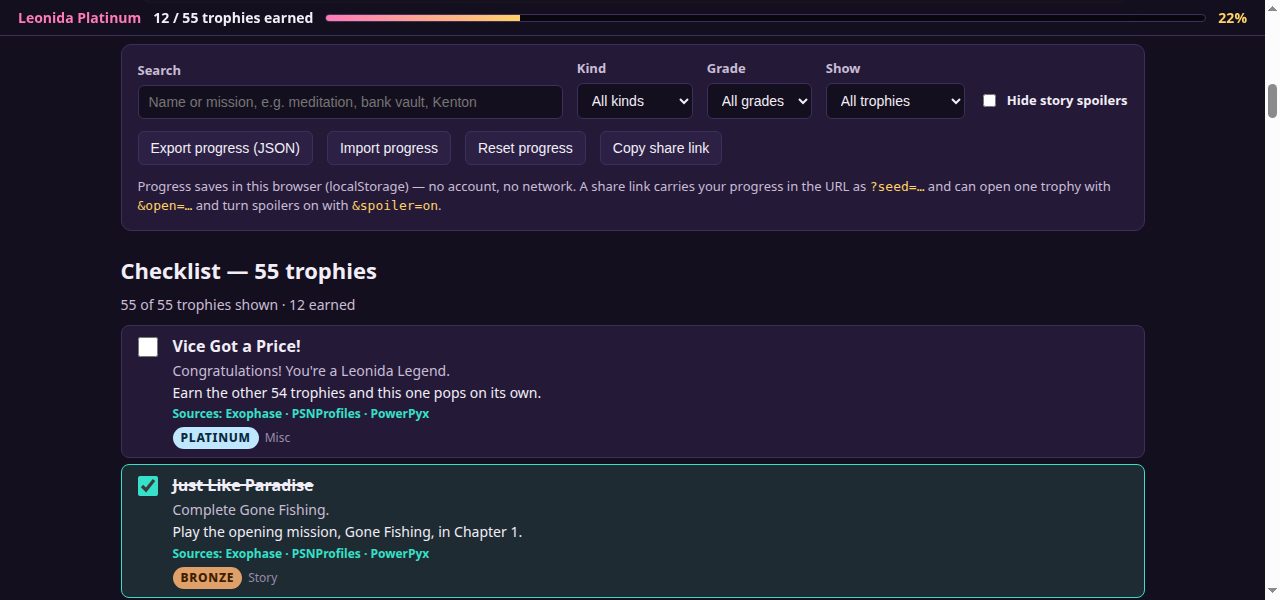 Leonida Platinum 12 / 55 trophies earned 22%
Search Kind Grade Show
Name or mission, e.g. meditation, bank vault, Kenton All kinds All grades All trophies Hide story spoilers
Export progress (JSON) Import progress Reset progress Copy share link
Progress saves in this browser (localStorage) — no account, no network. A share link carries your progress in the URL as ?seed=… and can open one trophy with
&open=… and turn spoilers on with &spoiler=on.
Checklist — 55 trophies
55 of 55 trophies shown · 12 earned
Vice Got a Price!
Congratulations! You're a Leonida Legend.
Earn the other 54 trophies and this one pops on its own.
Sources: Exophase · PSNProfiles · PowerPyx
PLATINUM Misc
Just Like Paradise
Complete Gone Fishing.
Play the opening mission, Gone Fishing, in Chapter 1.
Sources: Exophase · PSNProfiles · PowerPyx
BRONZE Story